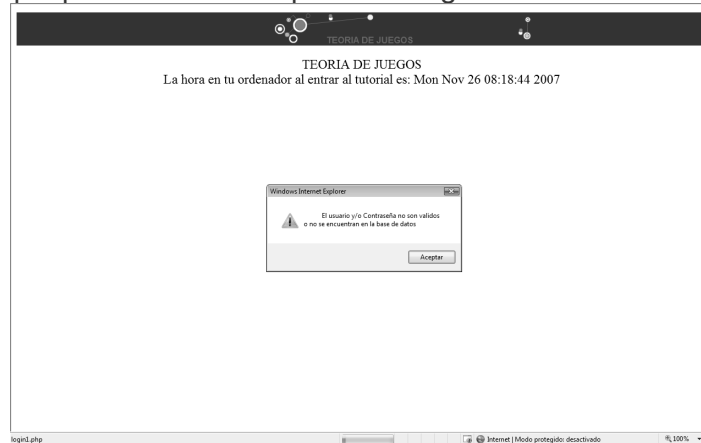 TEORIA DE JUEGOS
TEORIA DE JUEGOS
La hora en tu ordenador al entrar al tutorial es: Mon Nov 26 08:18:44 2007
Windows Internet Explorer
El usuario y/o Contraseña no son validos
o no se encuentran en la base de datos
Aceptar
login1.php
Internet | Modo protegido: desactivado
100%